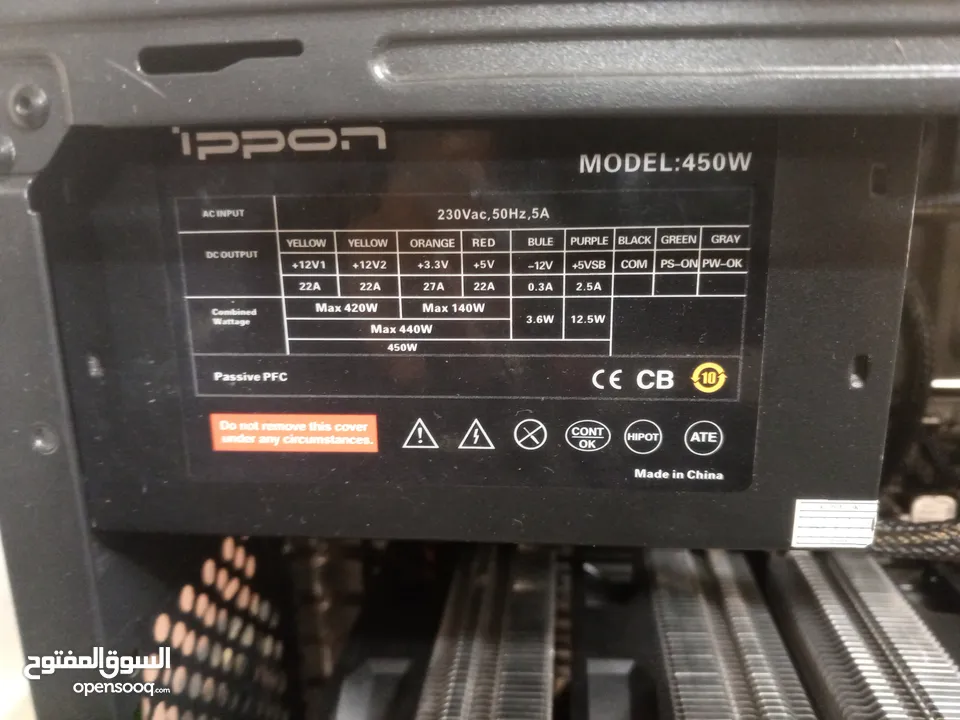 ippon
MODEL:450W
AC INPUT 230Vac,50Hz,5A
DC OUTPUT YELLOW YELLOW ORANGE RED BULE PURPLE BLACK GREEN GRAY
+12V1 +12V2 +3.3V +5V -12V +5VSB COM PS-ON PW-OK
22A 22A 27A 22A 0.3A 2.5A
Combined Wattage Max 420W Max 140W 3.6W 12.5W
Max 440W
450W
Passive PFC CE CB 10
Do not remove this cover
under any circumstances.
CONT
OK
HIPOT
ATE
Made in China
السوق المفتوح
opensooq.com